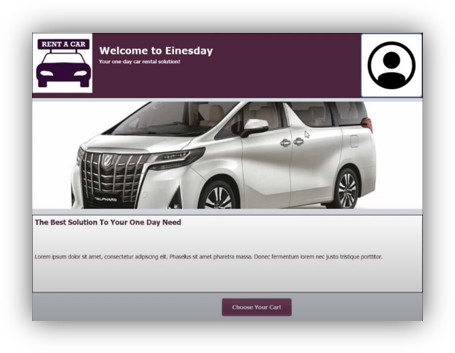 RENT A CAR
Welcome to Einesday
Your one-day car rental solution!
ALPHARD
The Best Solution To Your One Day Need
Lorem ipsum dolor sit amet, consectetur adipiscing elit. Phasellus sit amet pharetra massa. Donec fermentum lorem nec justo tristique porttitor.
Choose Your Car!